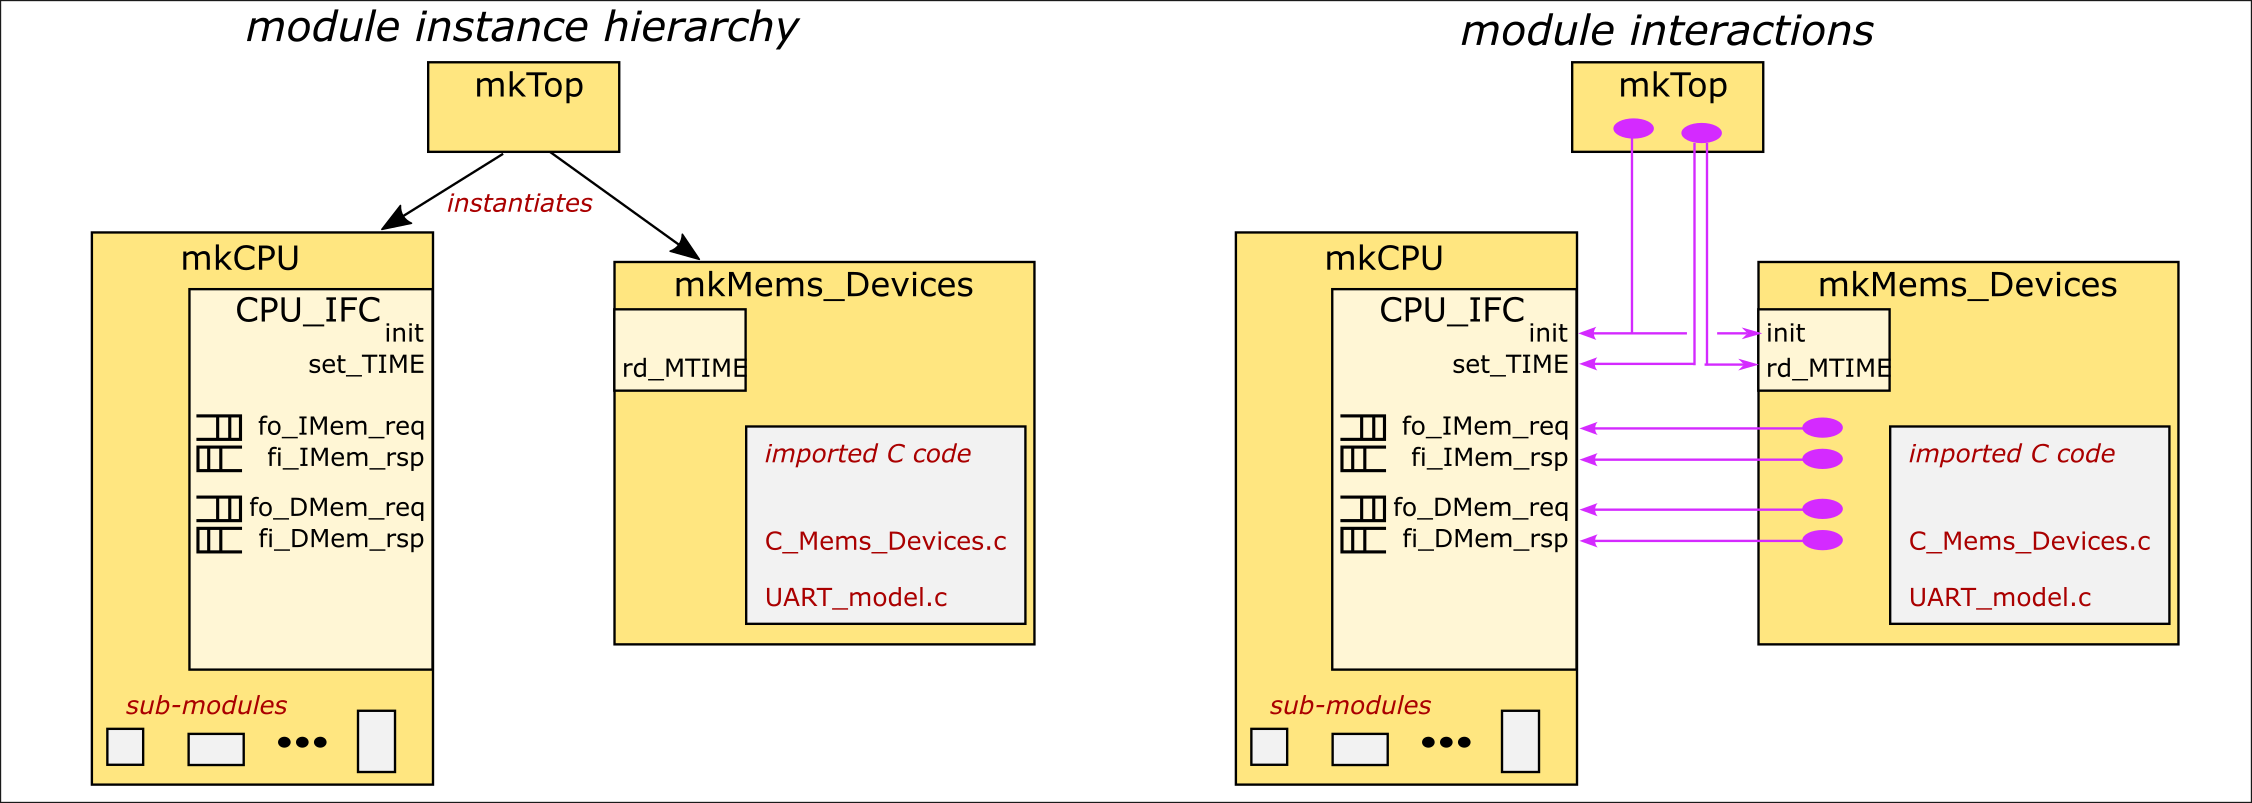 module instance hierarchy
mkTop
instantiates
mkCPU
CPU_IFC
init
set_TIME
fo_IMem_req
fi_IMem_rsp
fo_DMem_req
fi_DMem_rsp
sub-modules
mkMems_Devices
rd_MTIME
imported C code
C_Mems_Devices.c
UART_model.c
module interactions
mkTop
mkCPU
CPU_IFC
init
set_TIME
fo_IMem_req
fi_IMem_rsp
fo_DMem_req
fi_DMem_rsp
sub-modules
mkMems_Devices
init
rd_MTIME
imported C code
C_Mems_Devices.c
UART_model.c